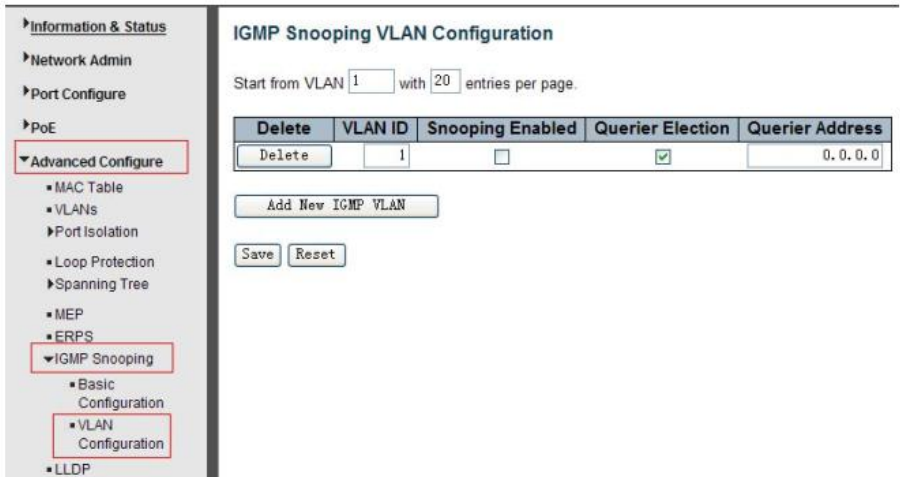 Information & Status
Network Admin
Port Configure
PoE
Advanced Configure
MAC Table
VLANs
Port Isolation
Loop Protection
Spanning Tree
MEP
ERPS
IGMP Snooping
Basic
Configuration
VLAN
Configuration
LLDP
IGMP Snooping VLAN Configuration
Start from VLAN 1 with 20 entries per page.
Delete VLAN ID Snooping Enabled Querier Election Querier Address
Delete 1 0.0.0.0
Add New IGMP VLAN
Save Reset